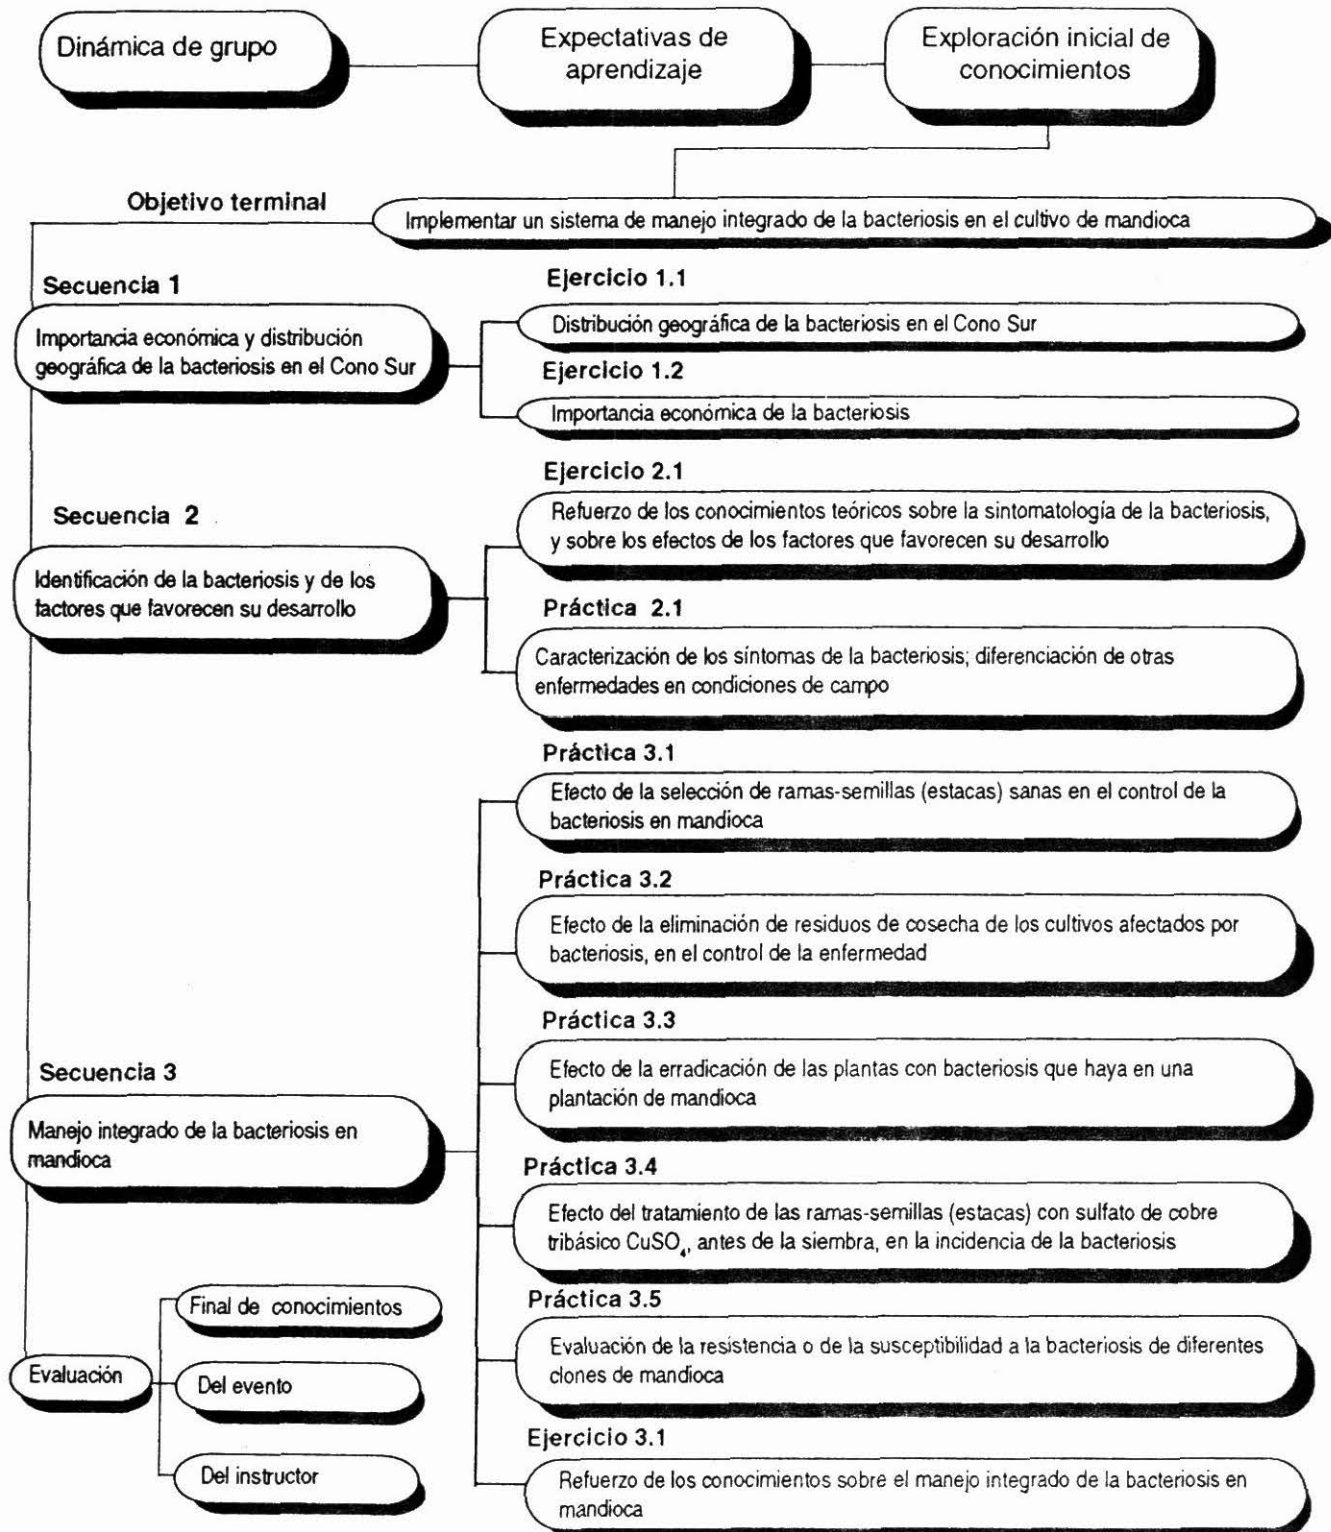 Dinámica de grupo
Expectativas de
aprendizaje
Exploración inicial de
conocimientos
Objetivo terminal
Implementar un sistema de manejo integrado de la bacteriosis en el cultivo de mandioca
Secuencia 1
Importancia económica y distribución
geográfica de la bacteriosis en el Cono Sur
Ejercicio 1.1
Distribución geográfica de la bacteriosis en el Cono Sur
Ejercicio 1.2
Importancia económica de la bacteriosis
Secuencia 2
Identificación de la bacteriosis y de los
factores que favorecen su desarrollo
Ejercicio 2.1
Refuerzo de los conocimientos teóricos sobre la sintomatología de la bacteriosis,
y sobre los efectos de los factores que favorecen su desarrollo
Práctica 2.1
Caracterización de los síntomas de la bacteriosis; diferenciación de otras
enfermedades en condiciones de campo
Secuencia 3
Manejo integrado de la bacteriosis en
mandioca
Práctica 3.1
Efecto de la selección de ramas-semillas (estacas) sanas en el control de la
bacteriosis en mandioca
Práctica 3.2
Efecto de la eliminación de residuos de cosecha de los cultivos afectados por
bacteriosis, en el control de la enfermedad
Práctica 3.3
Efecto de la erradicación de las plantas con bacteriosis que haya en una
plantación de mandioca
Práctica 3.4
Efecto del tratamiento de las ramas-semillas (estacas) con sulfato de cobre
tribásico CuSO₄, antes de la siembra, en la incidencia de la bacteriosis
Práctica 3.5
Evaluación de la resistencia o de la susceptibilidad a la bacteriosis de diferentes
clones de mandioca
Ejercicio 3.1
Refuerzo de los conocimientos sobre el manejo integrado de la bacteriosis en
mandioca
Evaluación
Final de conocimientos
Del evento
Del instructor